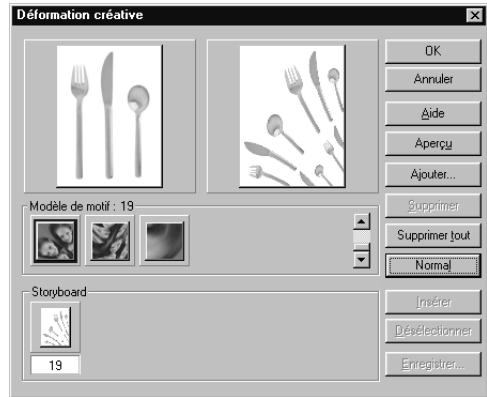 Déformation créative
OK
Annuler
Aide
Aperçu
Ajouter...
Supprimer
Supprimer tout
Normal
Insérer
Désélectionner
Enregistrer...
Modèle de motif : 19
Storyboard
19